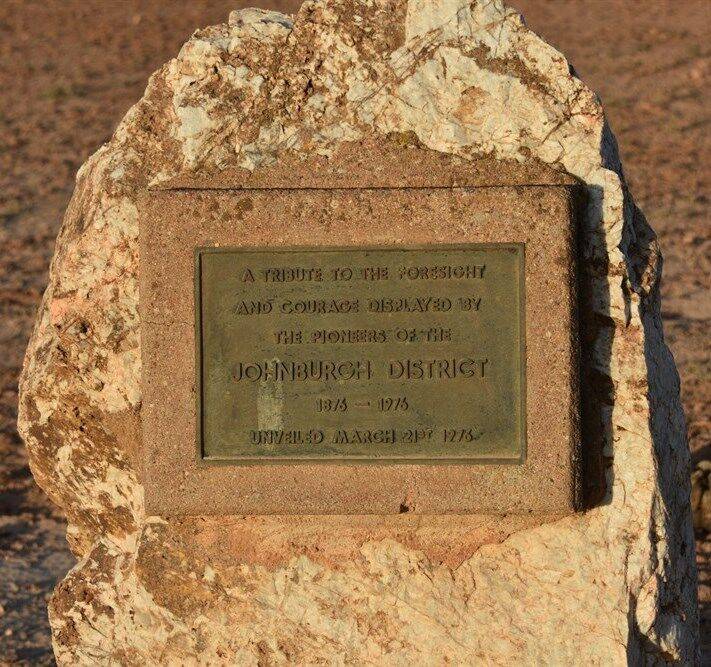 A TRIBUTE TO THE FORESIGHT
AND COURAGE DISPLAYED BY
THE PIONEERS OF THE
JOHNBURGH DISTRICT
1876 — 1976
UNVEILED MARCH 21ST 1976